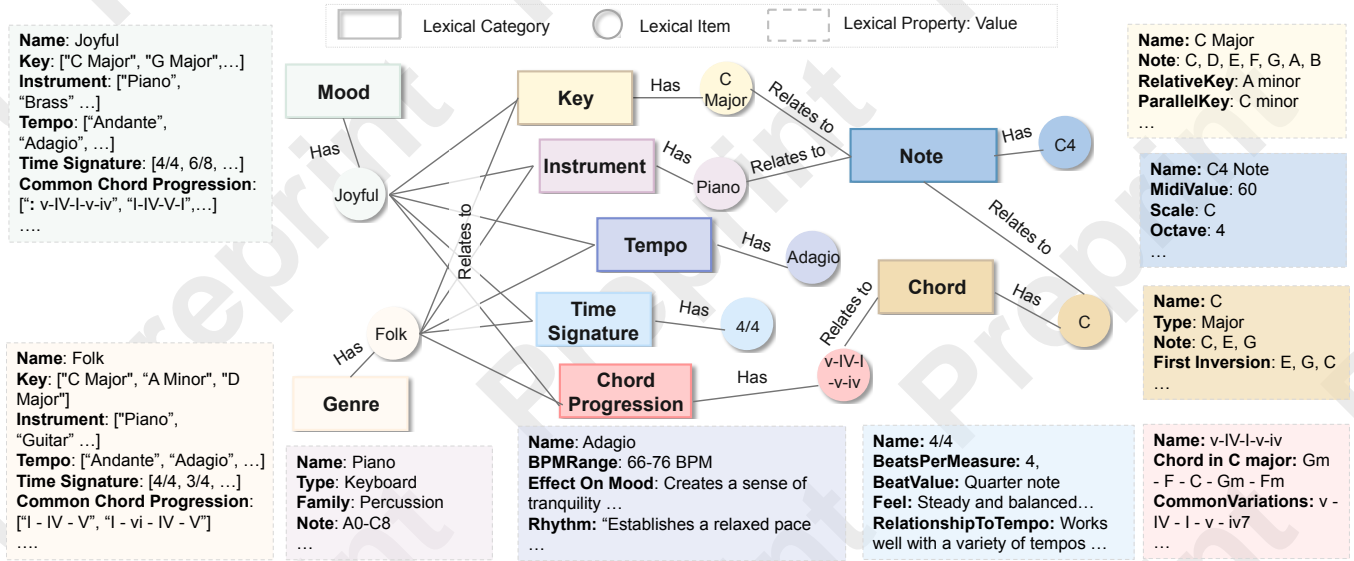 Lexical Category
Lexical Item
Lexical Property: Value
Name: Joyful
Key: ["C Major", "G Major",…]
Instrument: ["Piano",
“Brass" …]
Tempo: [“Andante”,
“Adagio”, …]
Time Signature: [4/4, 6/8, …]
Common Chord Progression:
[“: v-IV-I-v-iv”, “I-IV-V-I”,…]
….
Mood
Has
Joyful
Key
Has
C
Major
Relates to
Instrument
Has
Piano
Relates to
Note
Has
C4
Relates to
Relates to
Tempo
Has
Adagio
Time
Signature
Has
4/4
Chord
Progression
Has
v-IV-I
-v-iv
Relates to
Chord
Has
C
Folk
Has
Genre
Name: C Major
Note: C, D, E, F, G, A, B
RelativeKey: A minor
ParallelKey: C minor
…
Name: C4 Note
MidiValue: 60
Scale: C
Octave: 4
…
Name: C
Type: Major
Note: C, E, G
First Inversion: E, G, C
…
Name: Folk
Key: ["C Major", “A Minor", "D
Major"]
Instrument: ["Piano”,
“Guitar” …]
Tempo: ["Andante”, “Adagio”, …]
Time Signature: [4/4, 3/4, …]
Common Chord Progression:
[“I - IV - V”, “I - vi - IV - V”]
….
Name: Piano
Type: Keyboard
Family: Percussion
Note: A0-C8
…
Name: Adagio
BPMRange: 66-76 BPM
Effect On Mood: Creates a sense of
tranquility …
Rhythm: “Establishes a relaxed pace
…
Name: 4/4
BeatsPerMeasure: 4,
BeatValue: Quarter note
Feel: Steady and balanced…
RelationshipToTempo: Works
well with a variety of tempos …
Name: v-IV-I-v-iv
Chord in C major: Gm
- F - C - Gm - Fm
CommonVariations: v -
IV - I - v - iv7
…
Preprint
Preprint
Preprint